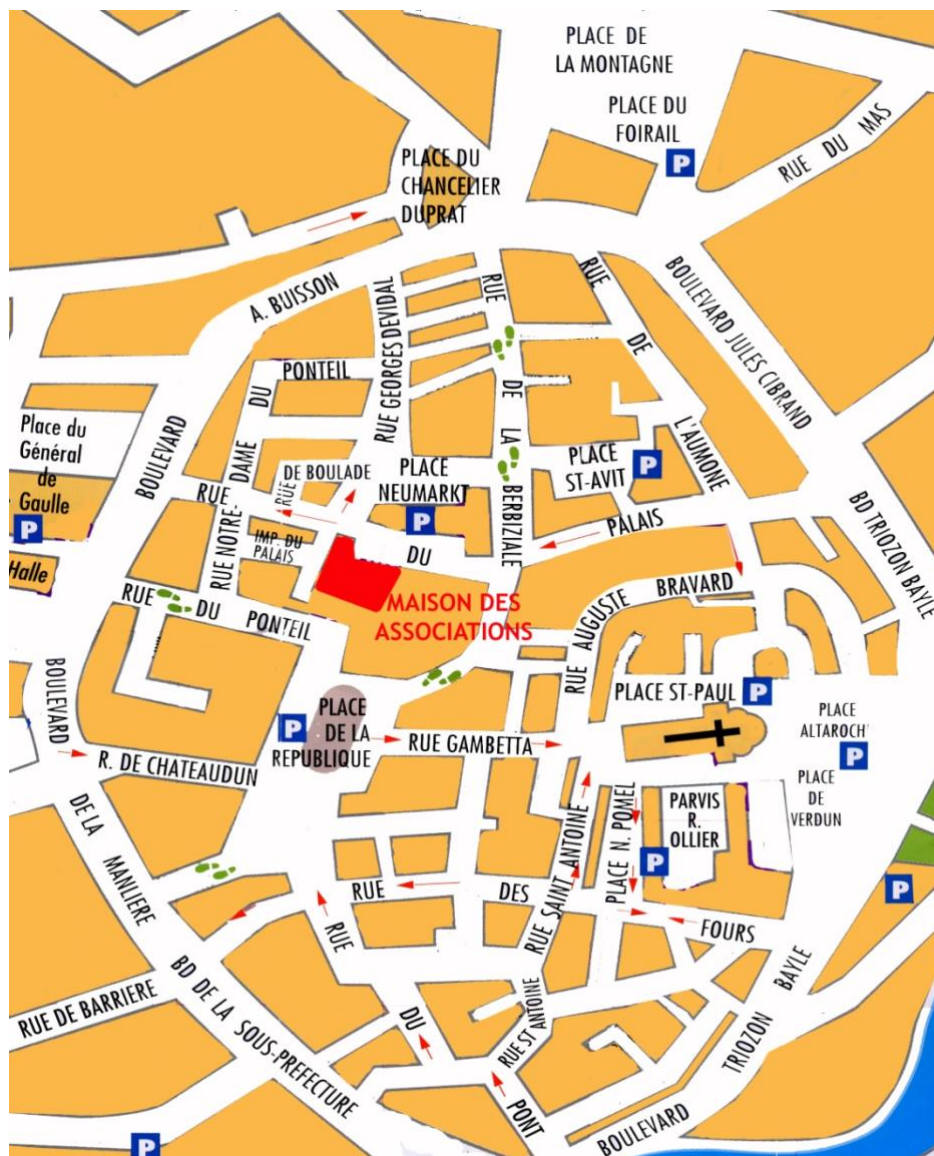 PLACE DE
LA MONTAGNE
PLACE DU
FOIRAIL
P
RUE DU MAS
PLACE DU
CHANCELIER
DUPRAT
A. BUISSON
BOULEVARD
RUE GEORGES DEVIDAL
RUE DE LA BERBIZIALE
RUE DE L'AUMONE
BOULEVARD JULES CIBRAND
BD TRIOZON BAYLE
DU PONTEIL
Place du
Général
de
Gaulle
P
Halle
RUE NOTRE-DAME
RUE
DE BOULADE
RUE
PLACE
NEUMARKT
P
PLACE
ST-AVIT
P
DU
PALAIS
IMP. DU
PALAIS
MAISON DES
ASSOCIATIONS
RUE AUGUSTE BRAVARD
RUE DU PONTEIL
PLACE ST-PAUL
P
PLACE
ALTAROCH'
P
PLACE
DE
VERDUN
BOULEVARD
DE LA MANLIERE
R. DE CHATEAUDUN
P
PLACE
DE LA
REPUBLIQUE
RUE GAMBETTA
PARVIS
R.
OLLIER
PLACE N. POMEL
P
RUE SAINT ANTOINE
RUE DES FOURS
P
RUE DU PONT
RUE ST ANTOINE
RUE DE BARRIERE
BD DE LA SOUS-PREFECTURE
BOULEVARD TRIOZON BAYLE
P